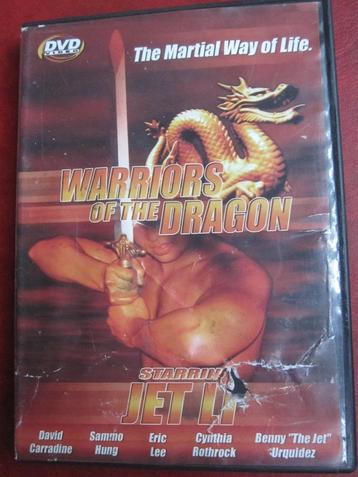 DVD
VIDEO
The Martial Way of Life.
WARRIORS
OF THE DRAGON
STARRIN
JET LI
David Carradine
Sammo Hung
Eric Lee
Cynthia Rothrock
Benny "The Jet" Urquidez